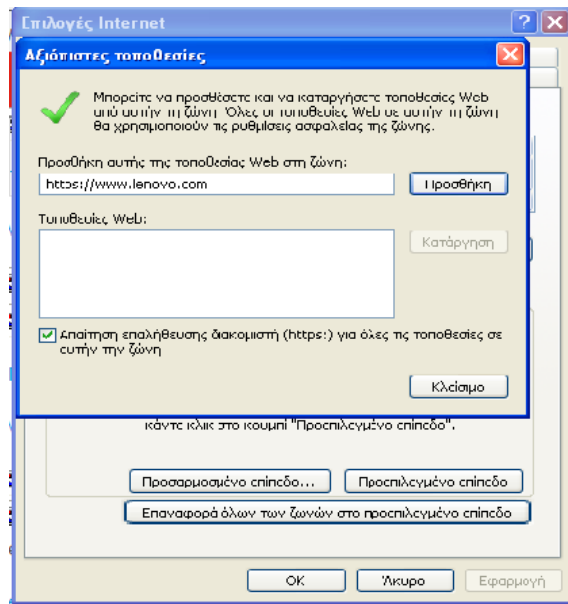 Επιλογές Internet
Αξιόπιστες τοποθεσίες
Μπορείτε να προσθέσετε και να καταργήσετε τοποθεσίες Web
από αυτήν τη ζώνη. Όλες οι τοποθεσίες Web σε αυτήν τη ζώνη
θα χρησιμοποιούν τις ρυθμίσεις ασφαλείας της ζώνης.
Προσθήκη αυτής της τοποθεσίας Web στη ζώνη:
https://www.lenovo.com
Προσθήκη
Τοποθεσίες Web:
Κατάργηση
Απαίτηση επαλήθευσης διακομιστή (https:) για όλες τις τοποθεσίες σε
αυτήν την ζώνη
Κλείσιμο
κάντε κλικ στο κουμπί "Προεπιλεγμένο επίπεδο".
Προσαρμοσμένο επίπεδο...
Προεπιλεγμένο επίπεδο
Επαναφορά όλων των ζωνών στο προεπιλεγμένο επίπεδο
OK
Άκυρο
Εφαρμογή